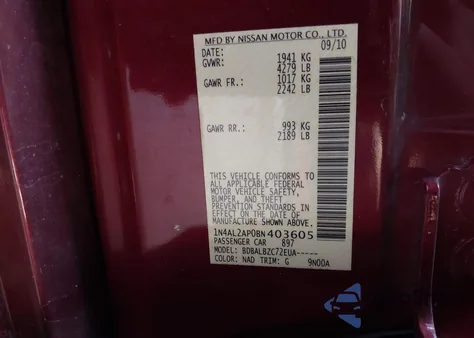 MFD BY NISSAN MOTOR CO., LTD.
DATE: 09/10
GVWR: 1941 KG
4279 LB
GAWR FR.: 1017 KG
2242 LB
GAWR RR.: 993 KG
2189 LB
THIS VEHICLE CONFORMS TO
ALL APPLICABLE FEDERAL
MOTOR VEHICLE SAFETY,
BUMPER, AND THEFT
PREVENTION STANDARDS IN
EFFECT ON THE DATE OF
MANUFACTURE SHOWN ABOVE.
1N4AL2AP0BN403605
PASSENGER CAR 897
MODEL: BDBALBZC72EUA-----
COLOR: NAD TRIM: G 9N00A